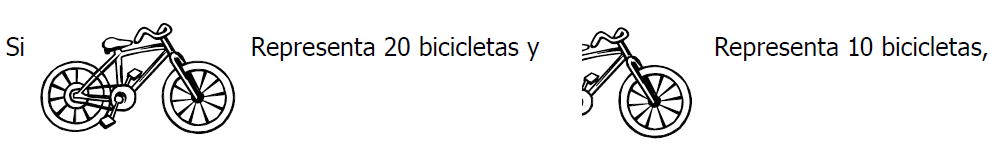 Si Representa 20 bicicletas y Representa 10 bicicletas,